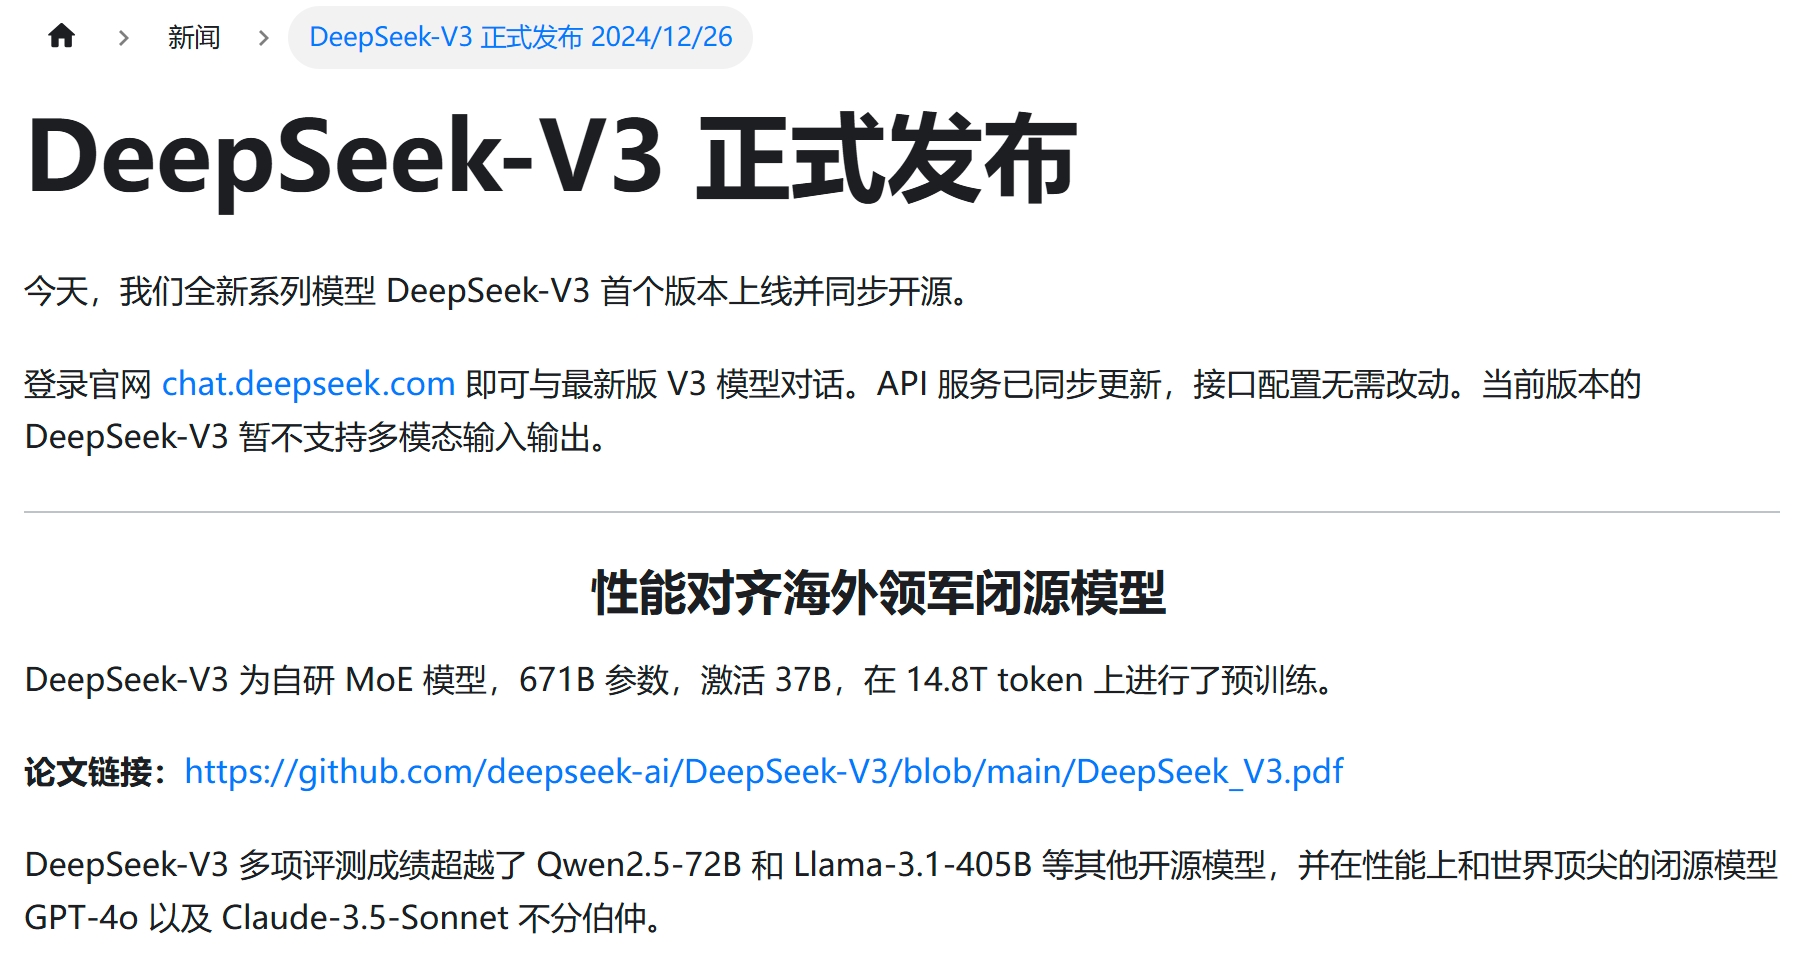 新闻
DeepSeek-V3 正式发布 2024/12/26
DeepSeek-V3 正式发布
今天，我们全新系列模型 DeepSeek-V3 首个版本上线并同步开源。
登录官网 chat.deepseek.com 即可与最新版 V3 模型对话。API 服务已同步更新，接口配置无需改动。当前版本的
DeepSeek-V3 暂不支持多模态输入输出。
性能对齐海外领军闭源模型
DeepSeek-V3 为自研 MoE 模型，671B 参数，激活 37B，在 14.8T token 上进行了预训练。
论文链接：https://github.com/deepseek-ai/DeepSeek-V3/blob/main/DeepSeek_V3.pdf
DeepSeek-V3 多项评测成绩超越了 Qwen2.5-72B 和 Llama-3.1-405B 等其他开源模型，并在性能上和世界顶尖的闭源模型
GPT-4o 以及 Claude-3.5-Sonnet 不分伯仲。